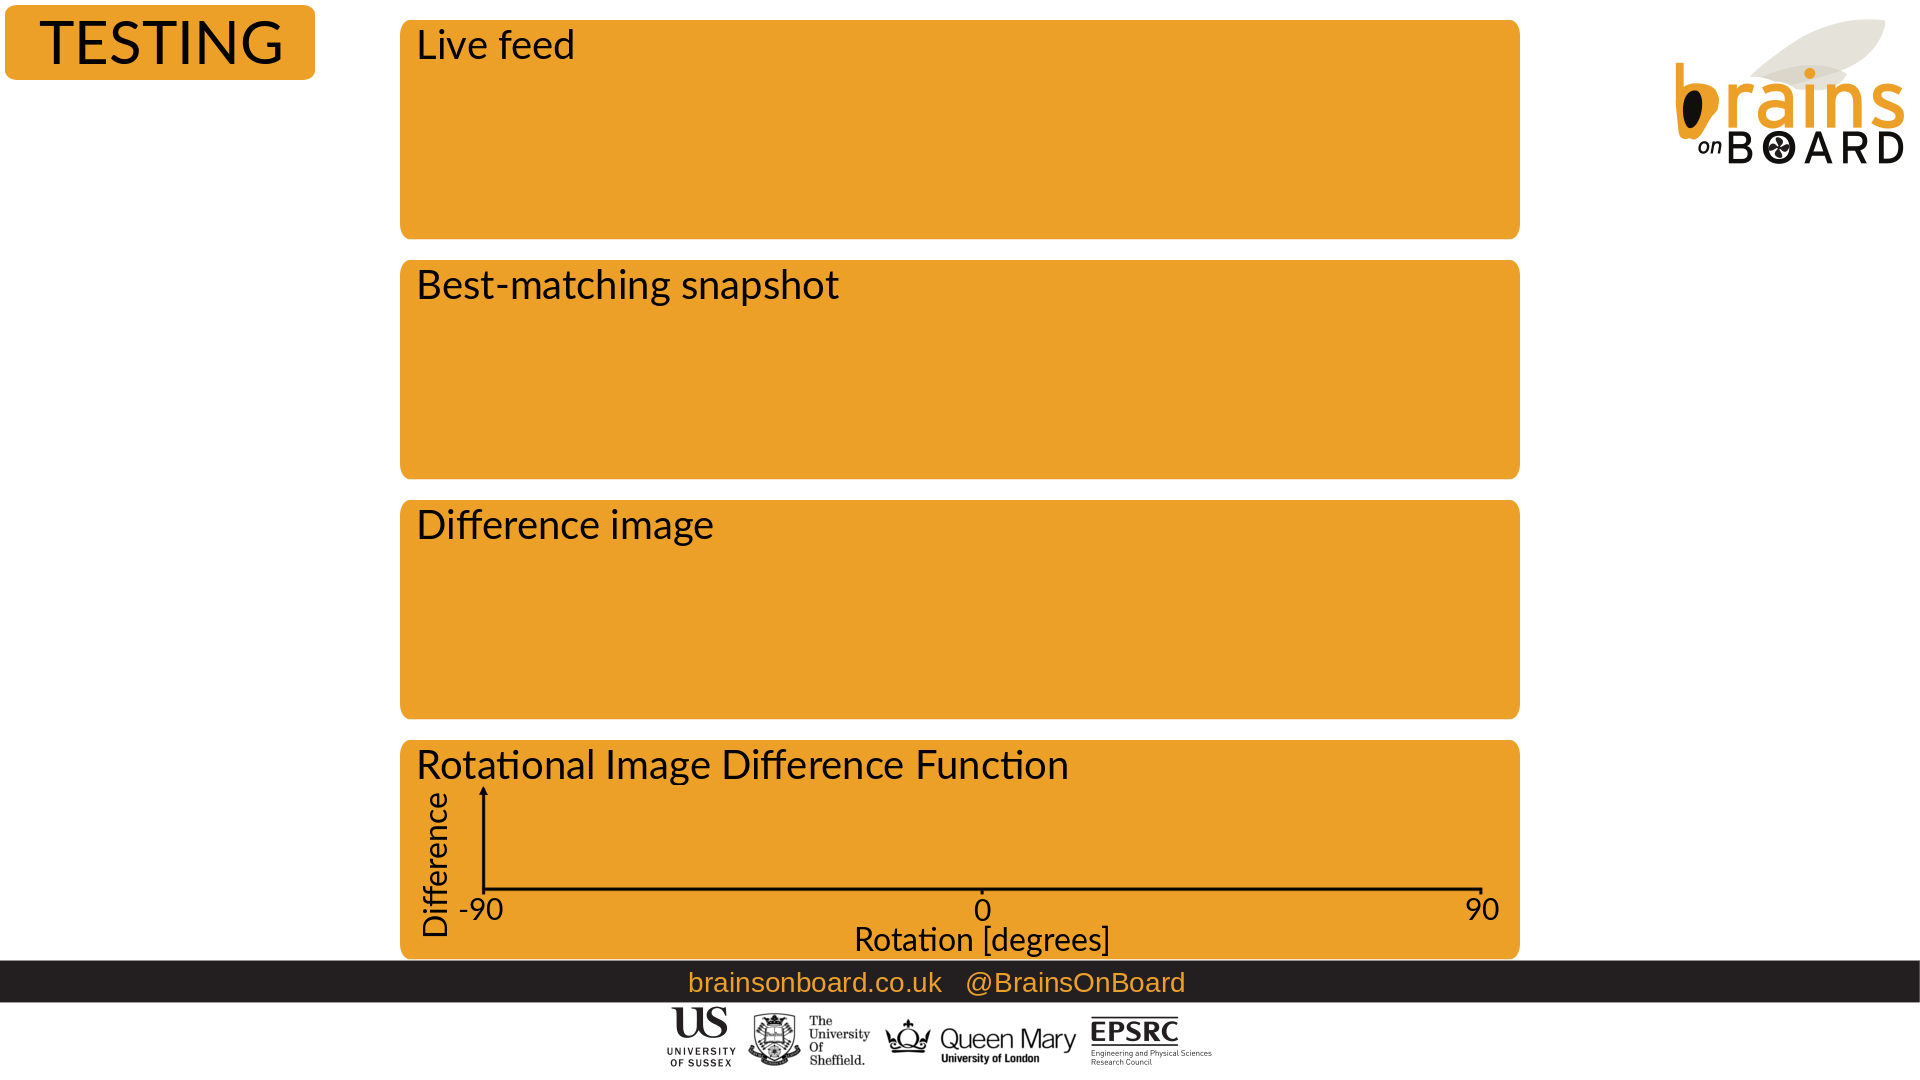 TESTING
Live feed
brains
on BOARD
Best-matching snapshot
Difference image
Rotational Image Difference Function
Difference
-90 0 90
Rotation [degrees]
brainsonboard.co.uk @BrainsOnBoard
US
UNIVERSITY
OF SUSSEX
The
University
Of
Sheffield.
Queen Mary
University of London
EPSRC
Engineering and Physical Sciences
Research Council